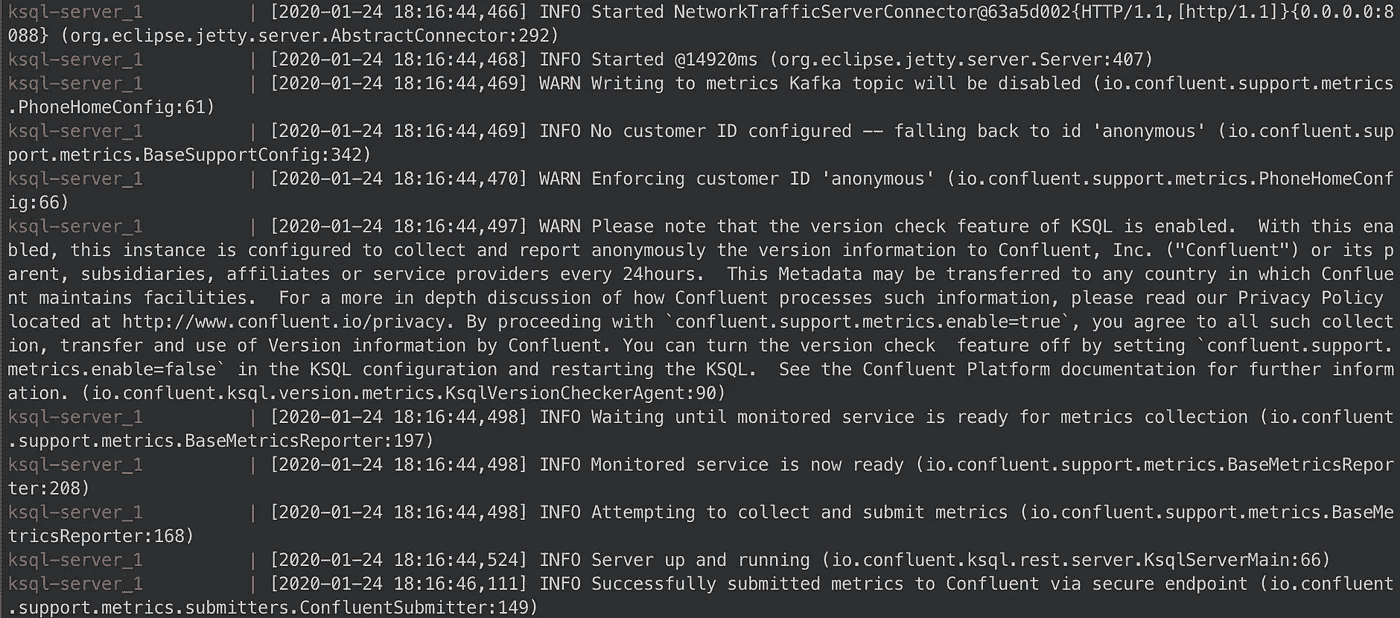 ksql-server_1          | [2020-01-24 18:16:44,466] INFO Started NetworkTrafficServerConnector@63a5d002{HTTP/1.1,[http/1.1]}{0.0.0.0:8
088} (org.eclipse.jetty.server.AbstractConnector:292)
ksql-server_1          | [2020-01-24 18:16:44,468] INFO Started @14920ms (org.eclipse.jetty.server.Server:407)
ksql-server_1          | [2020-01-24 18:16:44,469] WARN Writing to metrics Kafka topic will be disabled (io.confluent.support.metrics
.PhoneHomeConfig:61)
ksql-server_1          | [2020-01-24 18:16:44,469] INFO No customer ID configured -- falling back to id 'anonymous' (io.confluent.sup
port.metrics.BaseSupportConfig:342)
ksql-server_1          | [2020-01-24 18:16:44,470] WARN Enforcing customer ID 'anonymous' (io.confluent.support.metrics.PhoneHomeConf
ig:66)
ksql-server_1          | [2020-01-24 18:16:44,497] WARN Please note that the version check feature of KSQL is enabled.  With this ena
bled, this instance is configured to collect and report anonymously the version information to Confluent, Inc. ("Confluent") or its p
arent, subsidiaries, affiliates or service providers every 24hours.  This Metadata may be transferred to any country in which Conflue
nt maintains facilities.  For a more in depth discussion of how Confluent processes such information, please read our Privacy Policy
located at http://www.confluent.io/privacy. By proceeding with `confluent.support.metrics.enable=true`, you agree to all such collect
ion, transfer and use of Version information by Confluent. You can turn the version check  feature off by setting `confluent.support.
metrics.enable=false` in the KSQL configuration and restarting the KSQL.  See the Confluent Platform documentation for further inform
ation. (io.confluent.ksql.version.metrics.KsqlVersionCheckerAgent:90)
ksql-server_1          | [2020-01-24 18:16:44,498] INFO Waiting until monitored service is ready for metrics collection (io.confluent
.support.metrics.BaseMetricsReporter:197)
ksql-server_1          | [2020-01-24 18:16:44,498] INFO Monitored service is now ready (io.confluent.support.metrics.BaseMetricsRepor
ter:208)
ksql-server_1          | [2020-01-24 18:16:44,498] INFO Attempting to collect and submit metrics (io.confluent.support.metrics.BaseMe
tricsReporter:168)
ksql-server_1          | [2020-01-24 18:16:44,524] INFO Server up and running (io.confluent.ksql.rest.server.KsqlServerMain:66)
ksql-server_1          | [2020-01-24 18:16:46,111] INFO Successfully submitted metrics to Confluent via secure endpoint (io.confluent
.support.metrics.submitters.ConfluentSubmitter:149)